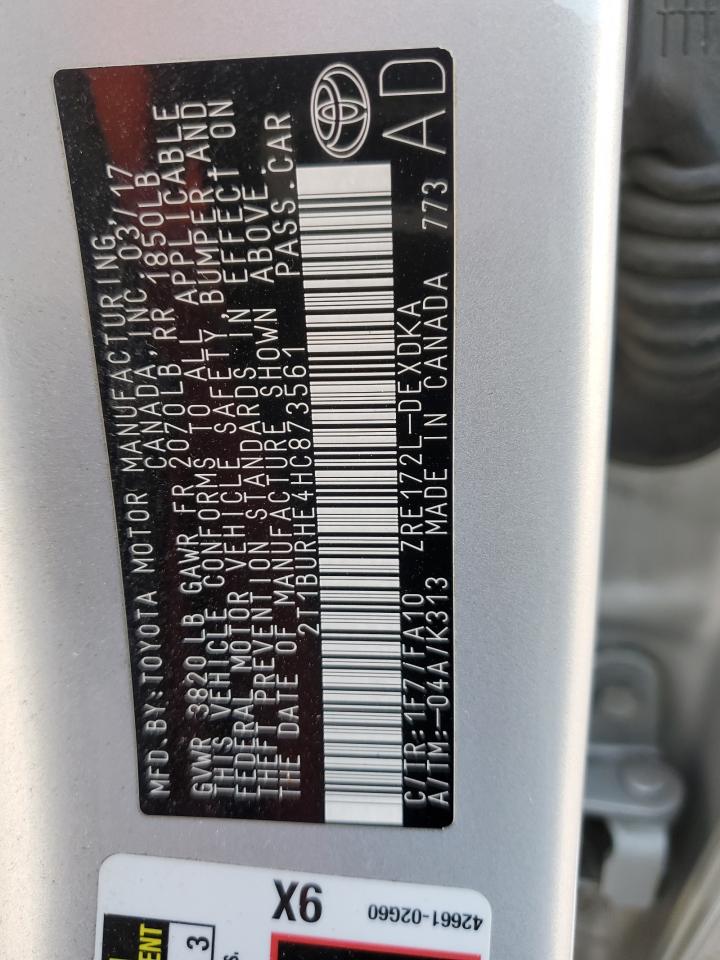 MFD.BY:TOYOTA MOTOR MANUFACTURING,
CANADA, INC. 03/17
GVWR 3820 LB GAWR FR 2070LB, RR 1850LB
THIS VEHICLE CONFORMS TO ALL APPLICABLE
FEDERAL MOTOR VEHICLE SAFETY,BUMPER AND
THEFT PREVENTION STANDARDS IN EFFECT ON
THE DATE OF MANUFACTURE SHOWN ABOVE.
2T1BURHE4HC873561 PASS.CAR
C/TR:1F7/FA10 ZRE172L-DEXDKA
A/TM:-04A/K313 MADE IN CANADA 773
AD
9X
42661-02G60
3